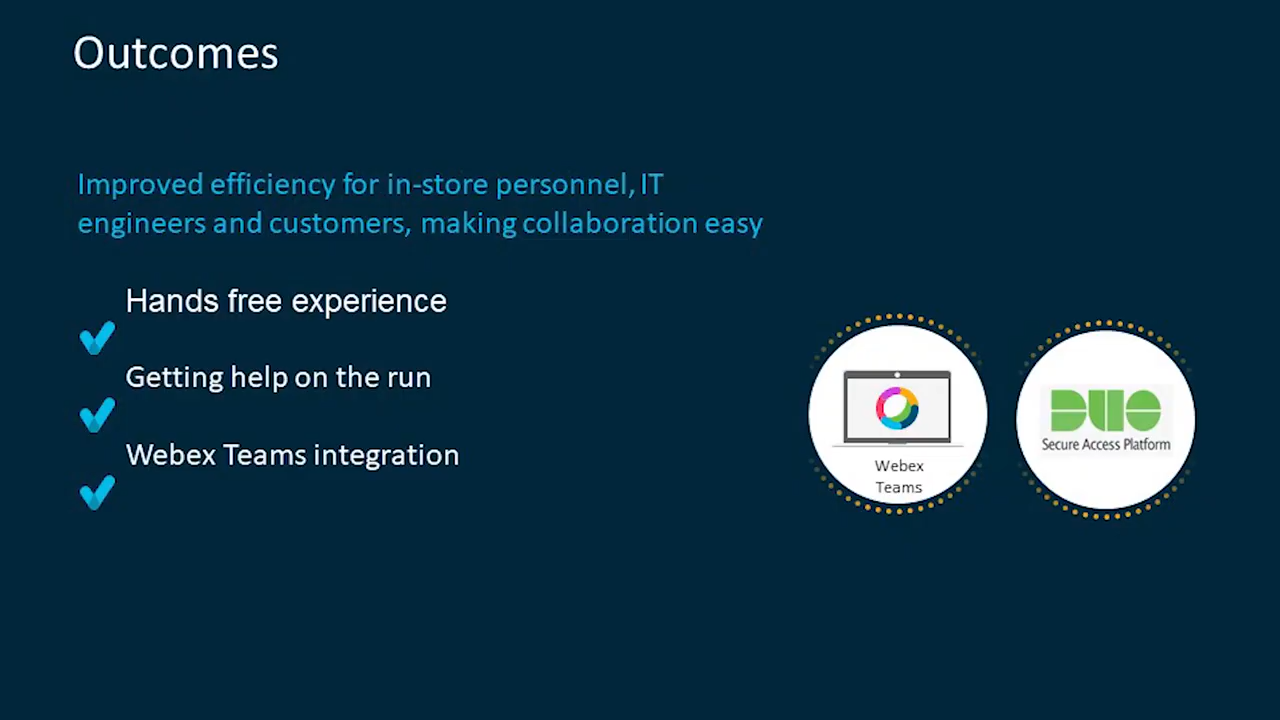 Outcomes
Improved efficiency for in-store personnel, IT
engineers and customers, making collaboration easy
Hands free experience
Getting help on the run
Webex Teams integration
Webex
Teams
DUO
Secure Access Platform